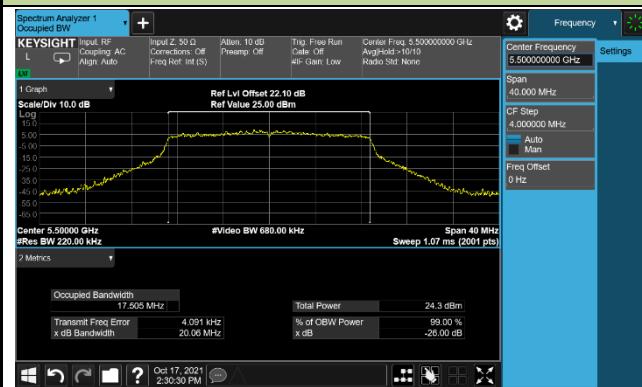 Spectrum Analyzer 1
Occupied BW
Frequency
KEYSIGHT
L
Input: RF
Coupling: AC
Align: Auto
Input Z: 50 Ω
Corrections: Off
Freq Ref: Int (S)
Atten: 10 dB
Preamp: Off
Trig: Free Run
Gate: Off
#IF Gain: Low
Center Freq: 5.500000000 GHz
Avg|Hold:>10/10
Radio Std: None
Center Frequency
5.500000000 GHz
Settings
Span
40.000 MHz
CF Step
4.000000 MHz
Auto
Man
Freq Offset
0 Hz
1 Graph
Scale/Div 10.0 dB
Ref Lvl Offset 22.10 dB
Ref Value 25.00 dBm
Log
15.0
5.00
-5.00
-15.0
-25.0
-35.0
-45.0
-55.0
-65.0
Center 5.50000 GHz
#Video BW 680.00 kHz
Span 40 MHz
#Res BW 220.00 kHz
Sweep 1.07 ms (2001 pts)
2 Metrics
Occupied Bandwidth
17.505 MHz
Total Power
24.3 dBm
Transmit Freq Error
4.091 kHz
% of OBW Power
99.00 %
x dB Bandwidth
20.06 MHz
x dB
-26.00 dB
Oct 17, 2021
2:30:30 PM